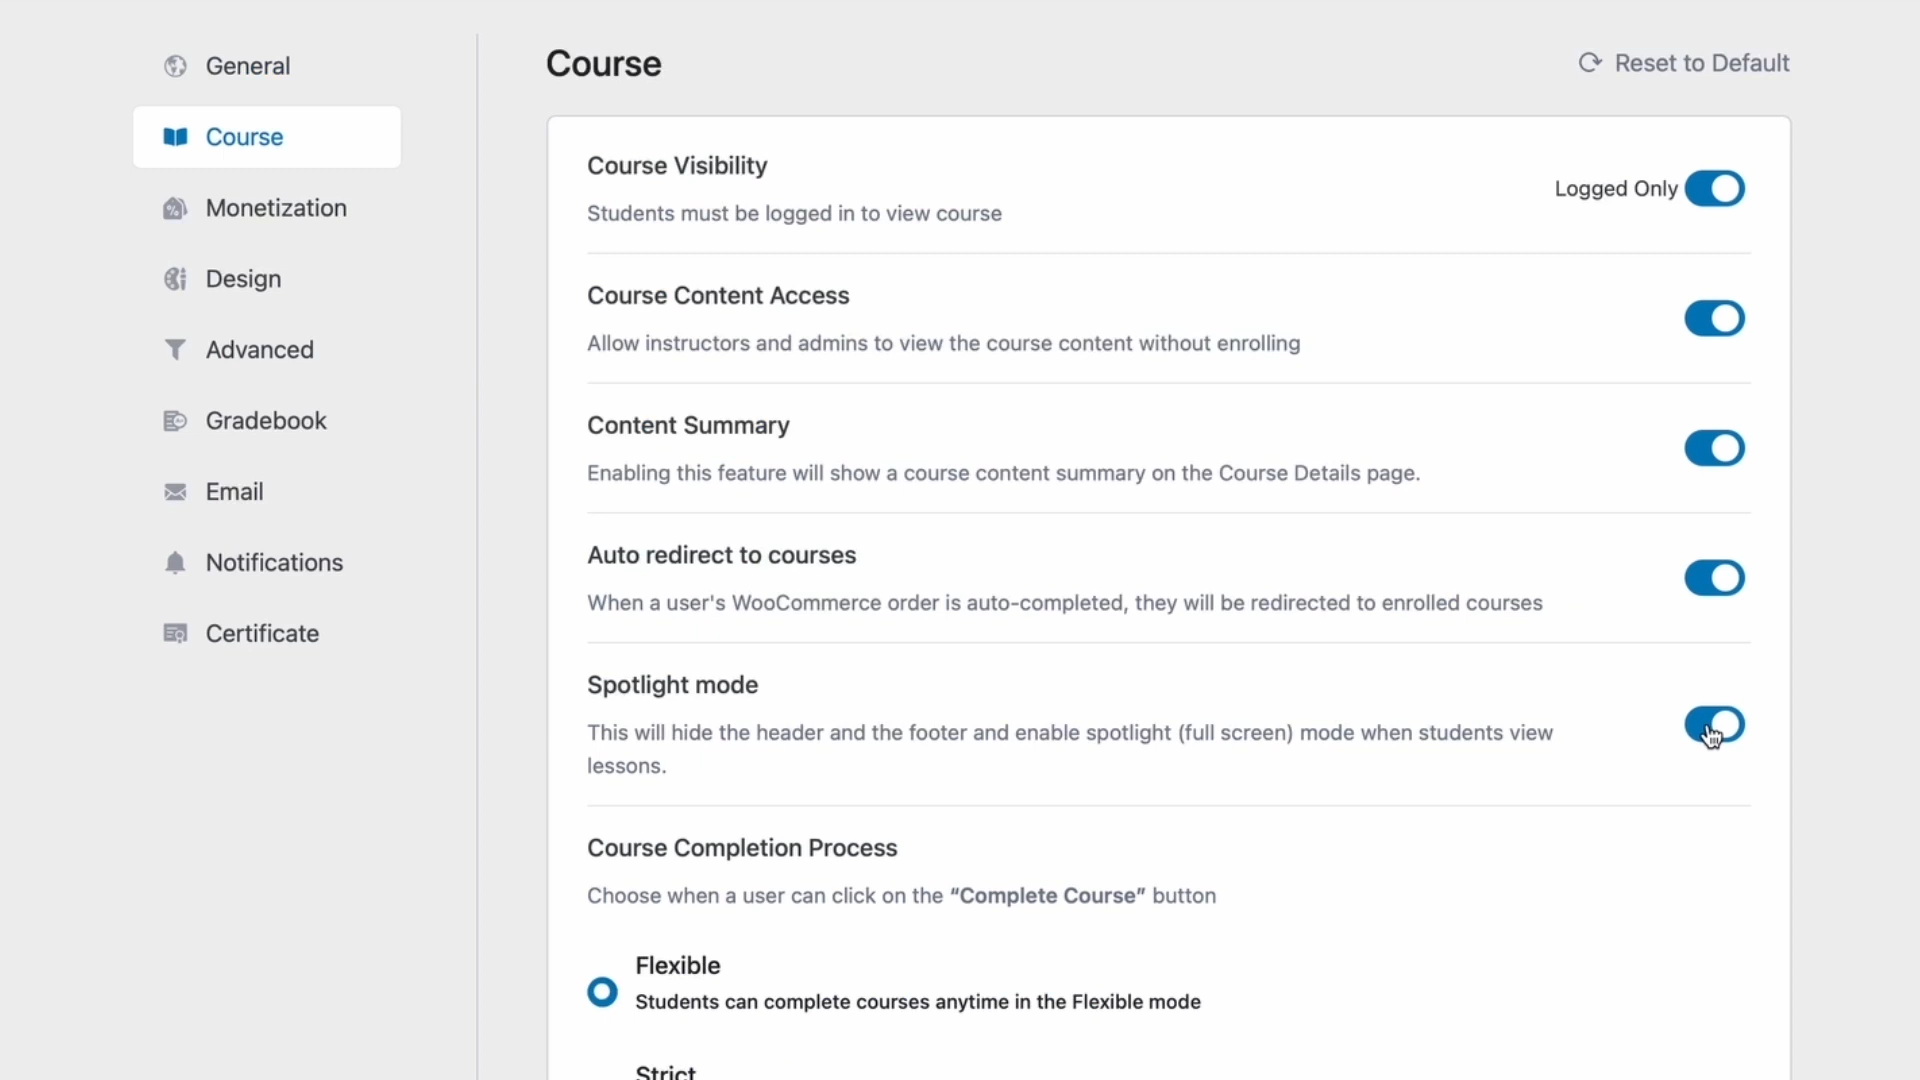 General
Course
Monetization
Design
Advanced
Gradebook
Email
Notifications
Certificate
Course
Reset to Default
Course Visibility
Students must be logged in to view course
Logged Only
Course Content Access
Allow instructors and admins to view the course content without enrolling
Content Summary
Enabling this feature will show a course content summary on the Course Details page.
Auto redirect to courses
When a user's WooCommerce order is auto-completed, they will be redirected to enrolled courses
Spotlight mode
This will hide the header and the footer and enable spotlight (full screen) mode when students view
lessons.
Course Completion Process
Choose when a user can click on the “Complete Course” button
Flexible
Students can complete courses anytime in the Flexible mode
Strict